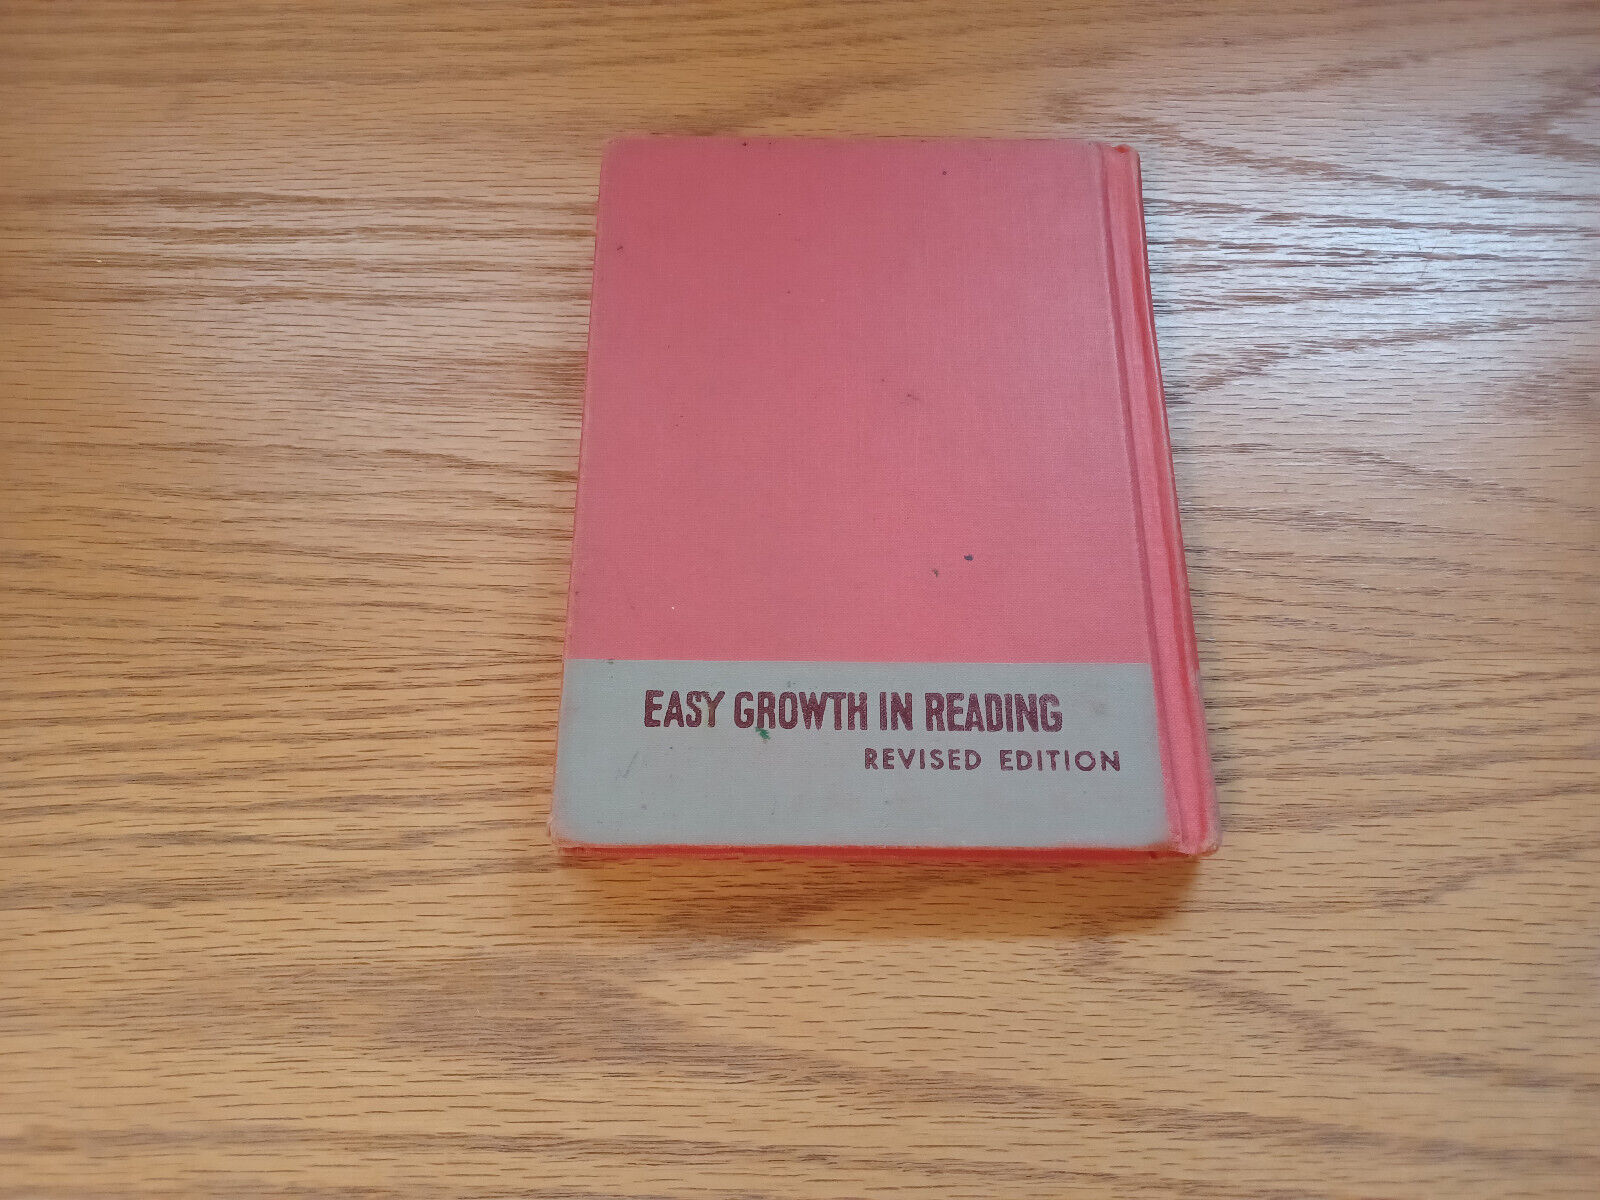 EASY GROWTH IN READING
REVISED EDITION